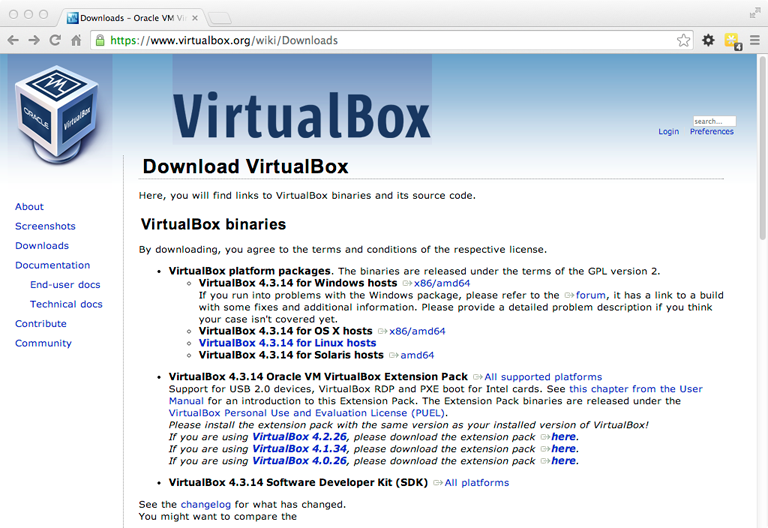 Downloads – Oracle VM Vi
https://www.virtualbox.org/wiki/Downloads
4
ORACLE
VirtualBox
VirtualBox
search...
Login Preferences
About
Screenshots
Downloads
Documentation
End-user docs
Technical docs
Contribute
Community
Download VirtualBox
Here, you will find links to VirtualBox binaries and its source code.
VirtualBox binaries
By downloading, you agree to the terms and conditions of the respective license.
• VirtualBox platform packages. The binaries are released under the terms of the GPL version 2.
◦ VirtualBox 4.3.14 for Windows hosts x86/amd64
If you run into problems with the Windows package, please refer to the forum, it has a link to a build
with some fixes and additional information. Please provide a detailed problem description if you think
your case isn't covered yet.
◦ VirtualBox 4.3.14 for OS X hosts x86/amd64
◦ VirtualBox 4.3.14 for Linux hosts
◦ VirtualBox 4.3.14 for Solaris hosts amd64
• VirtualBox 4.3.14 Oracle VM VirtualBox Extension Pack All supported platforms
Support for USB 2.0 devices, VirtualBox RDP and PXE boot for Intel cards. See this chapter from the User
Manual for an introduction to this Extension Pack. The Extension Pack binaries are released under the
VirtualBox Personal Use and Evaluation License (PUEL).
Please install the extension pack with the same version as your installed version of VirtualBox!
If you are using VirtualBox 4.2.26, please download the extension pack here.
If you are using VirtualBox 4.1.34, please download the extension pack here.
If you are using VirtualBox 4.0.26, please download the extension pack here.
• VirtualBox 4.3.14 Software Developer Kit (SDK) All platforms
See the changelog for what has changed.
You might want to compare the